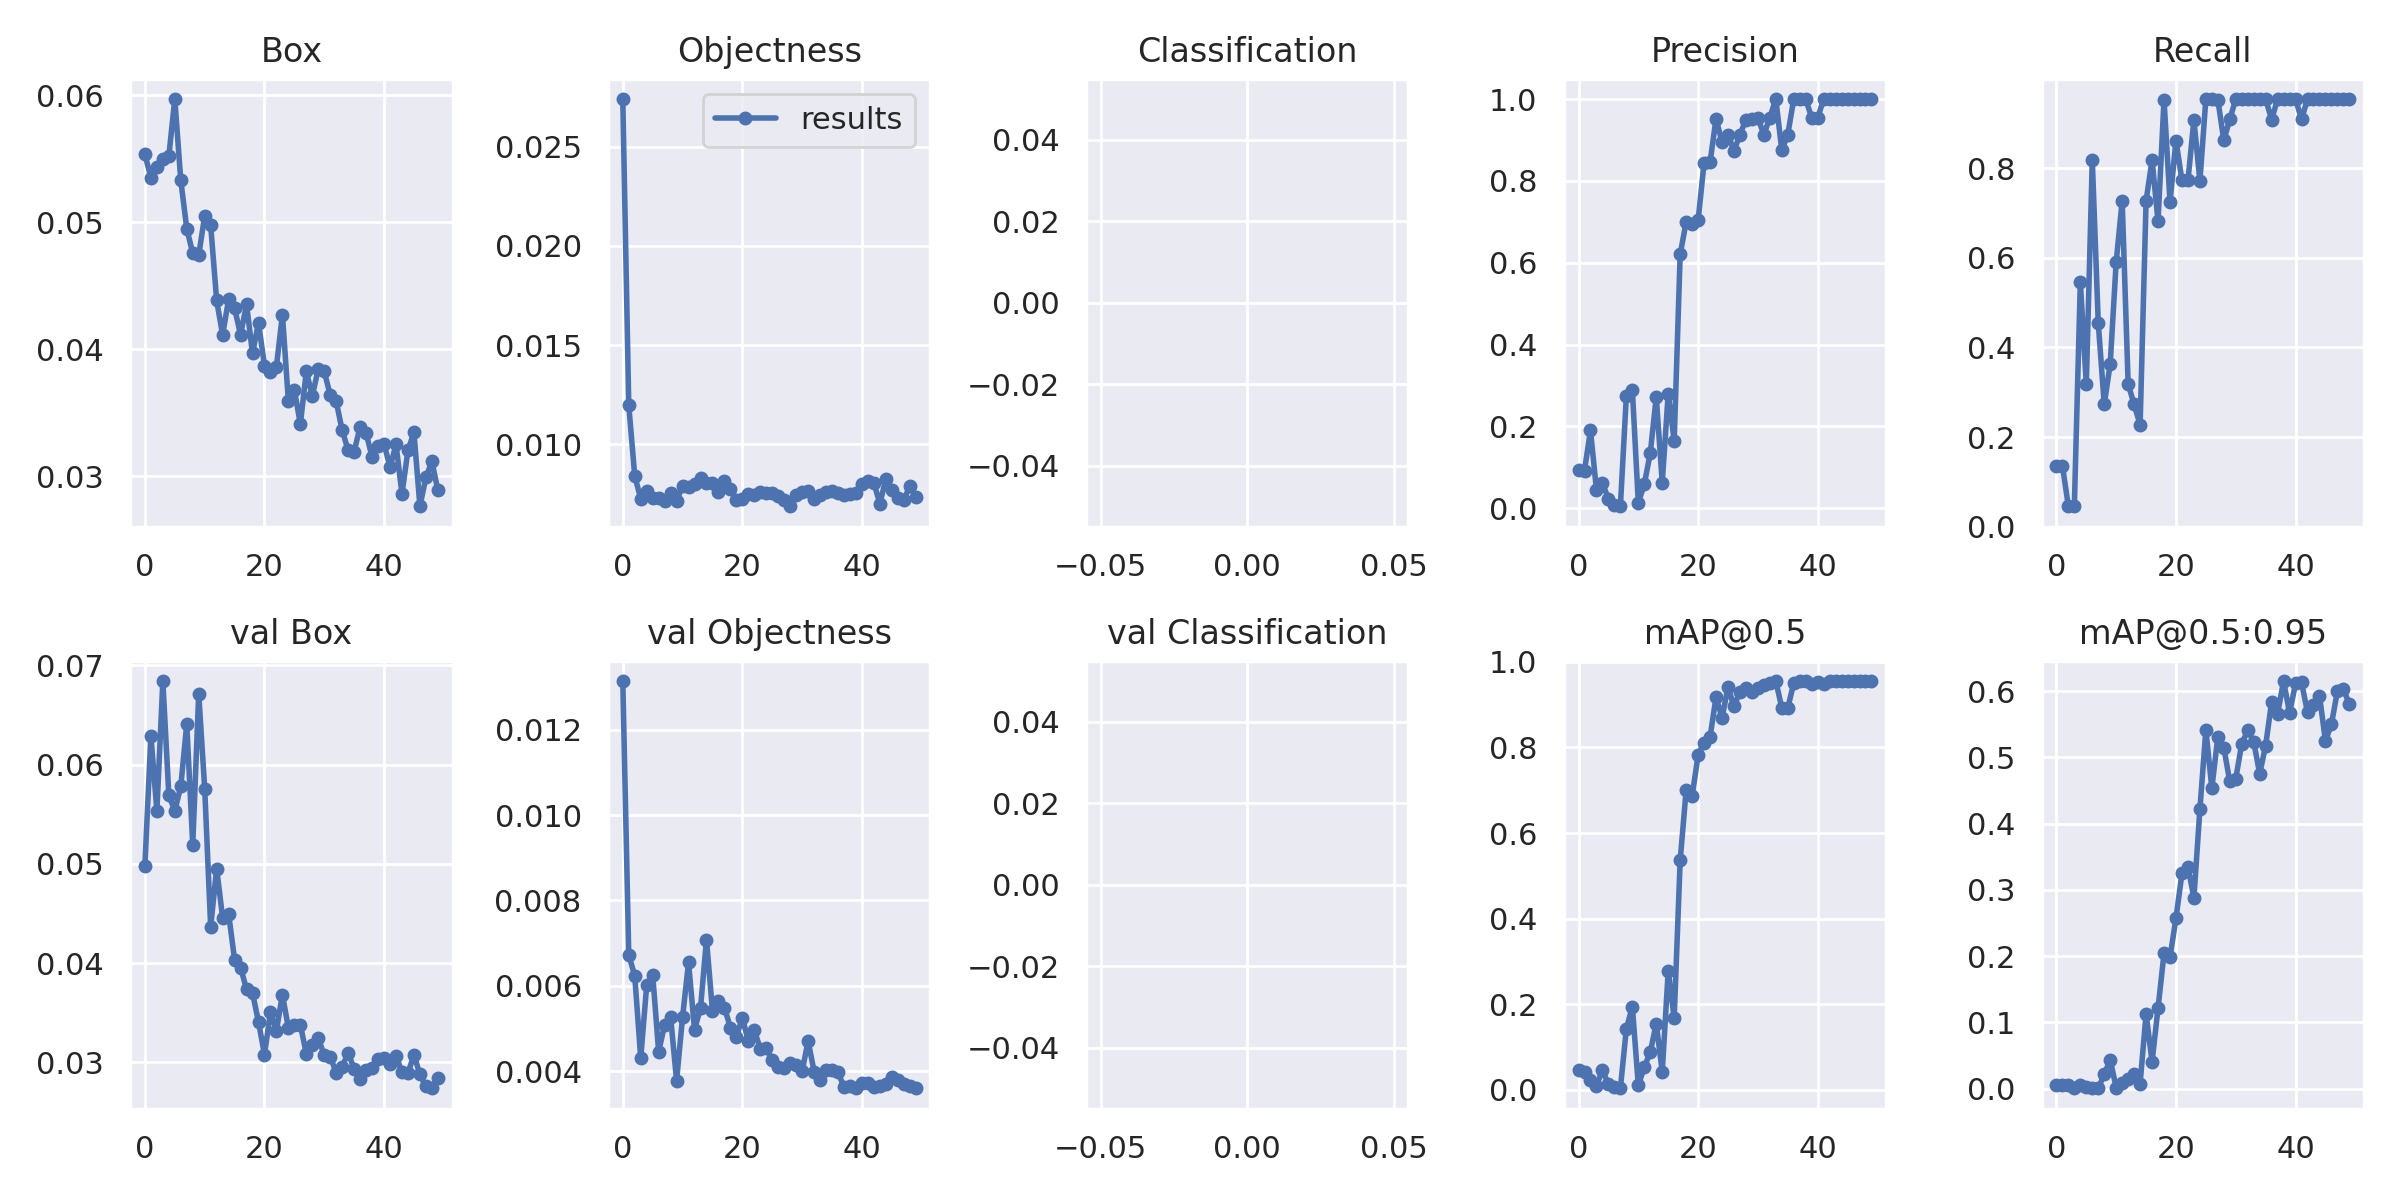 Box
0.06
0.05
0.04
0.03
0 20 40
Objectness
results
0.025
0.020
0.015
0.010
0 20 40
Classification
0.04
0.02
0.00
−0.02
−0.04
−0.05 0.00 0.05
Precision
1.0
0.8
0.6
0.4
0.2
0.0
0 20 40
Recall
0.8
0.6
0.4
0.2
0.0
0 20 40
val Box
0.07
0.06
0.05
0.04
0.03
0 20 40
val Objectness
0.012
0.010
0.008
0.006
0.004
0 20 40
val Classification
0.04
0.02
0.00
−0.02
−0.04
−0.05 0.00 0.05
mAP@0.5
1.0
0.8
0.6
0.4
0.2
0.0
0 20 40
mAP@0.5:0.95
0.6
0.5
0.4
0.3
0.2
0.1
0.0
0 20 40